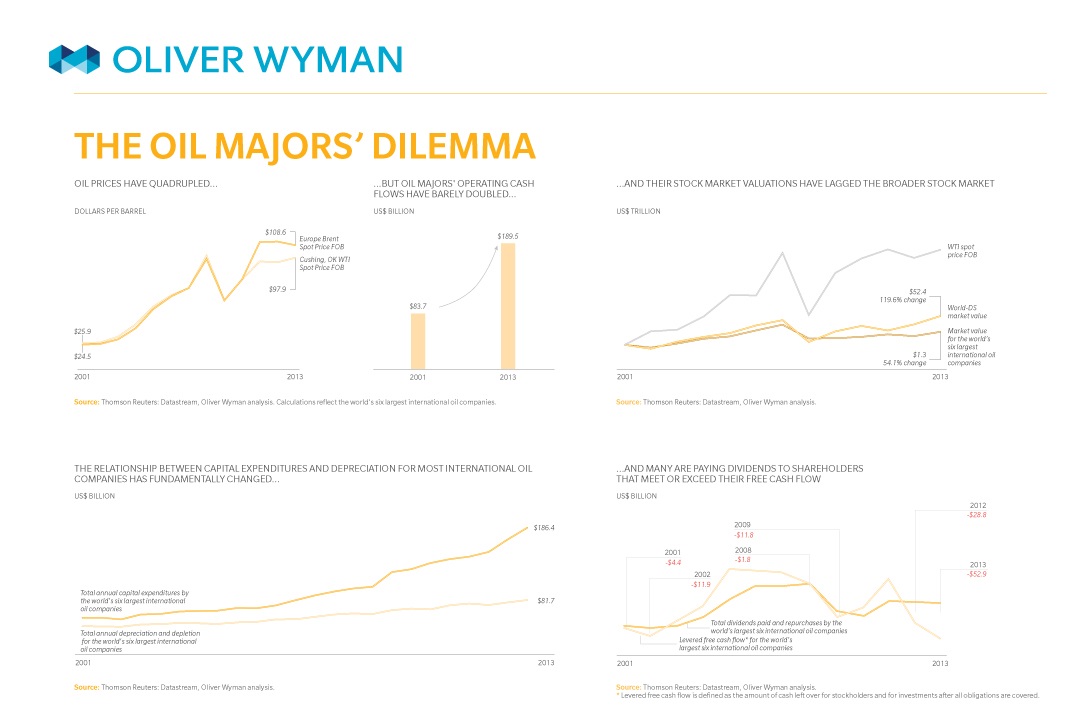 OLIVER WYMAN
THE OIL MAJORS' DILEMMA
OIL PRICES HAVE QUADRUPLED...
DOLLARS PER BARREL
$108.6
Europe Brent
Spot Price FOB
Cushing, OK WTI
Spot Price FOB
$97.9
$25.9
$24.5
2001
2013
...BUT OIL MAJORS' OPERATING CASH
FLOWS HAVE BARELY DOUBLED...
US$ BILLION
$189.5
$83.7
2001
2013
Source: Thomson Reuters: Datastream, Oliver Wyman analysis. Calculations reflect the world's six largest international oil companies.
...AND THEIR STOCK MARKET VALUATIONS HAVE LAGGED THE BROADER STOCK MARKET
US$ TRILLION
WTI spot
price FOB
$52.4
119.6% change
World-DS
market value
Market value
for the world's
six largest
international oil
companies
$1.3
54.1% change
2001
2013
Source: Thomson Reuters: Datastream, Oliver Wyman analysis.
THE RELATIONSHIP BETWEEN CAPITAL EXPENDITURES AND DEPRECIATION FOR MOST INTERNATIONAL OIL
COMPANIES HAS FUNDAMENTALLY CHANGED...
US$ BILLION
$186.4
Total annual capital expenditures by
the world's six largest international
oil companies
$81.7
Total annual depreciation and depletion
for the world's six largest international
oil companies
2001
2013
Source: Thomson Reuters: Datastream, Oliver Wyman analysis.
...AND MANY ARE PAYING DIVIDENDS TO SHAREHOLDERS
THAT MEET OR EXCEED THEIR FREE CASH FLOW
US$ BILLION
2012
-$28.8
2009
-$11.8
2001
-$4.4
2008
-$1.8
2013
-$52.9
2002
-$11.9
Total dividends paid and repurchases by the
world's largest six international oil companies
Levered free cash flow* for the world's
largest six international oil companies
2001
2013
Source: Thomson Reuters: Datastream, Oliver Wyman analysis.
* Levered free cash flow is defined as the amount of cash left over for stockholders and for investments after all obligations are covered.